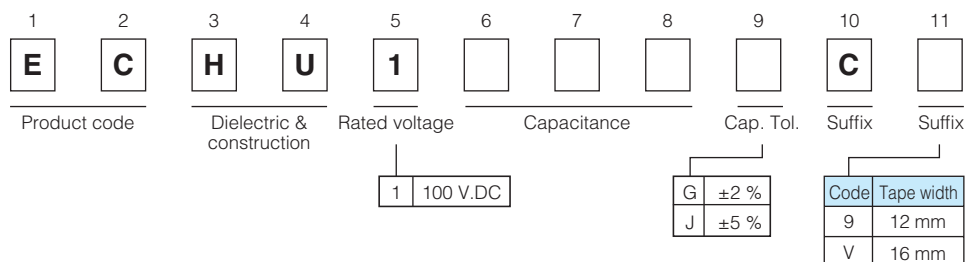 1 2 3 4 5 6 7 8 9 10 11
E C H U 1 C
Product code Dielectric & Rated voltage Capacitance Cap. Tol. Suffix Suffix
construction
1 100 V.DC G ±2 % Code Tape width
J ±5 % 9 12 mm
V 16 mm